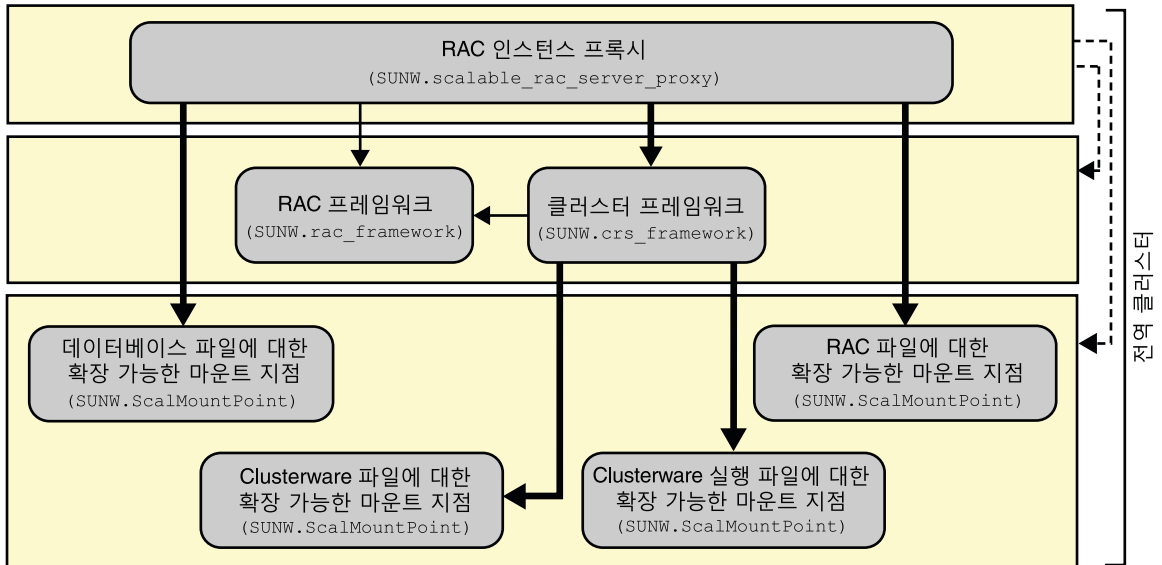 RAC 인스턴스 프록시
(SUNW.scalable_rac_server_proxy)
RAC 프레임워크
(SUNW.rac_framework)
클러스터 프레임워크
(SUNW.crs_framework)
데이터베이스 파일에 대한
확장 가능한 마운트 지점
(SUNW.ScalMountPoint)
RAC 파일에 대한
확장 가능한 마운트 지점
(SUNW.ScalMountPoint)
Clusterware 파일에 대한
확장 가능한 마운트 지점
(SUNW.ScalMountPoint)
Clusterware 실행 파일에 대한
확장 가능한 마운트 지점
(SUNW.ScalMountPoint)
전역 클러스터